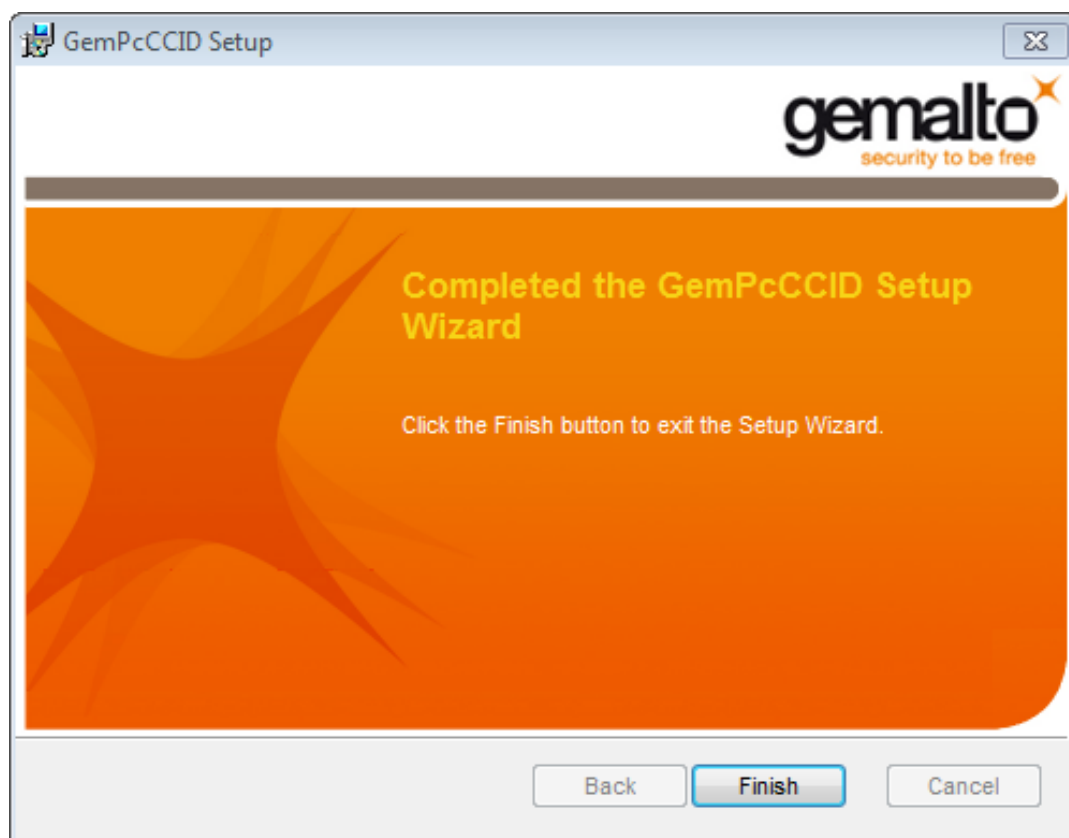 GemPcCCID Setup
gemalto
security to be free
Completed the GemPcCCID Setup
Wizard
Click the Finish button to exit the Setup Wizard.
Back Finish Cancel